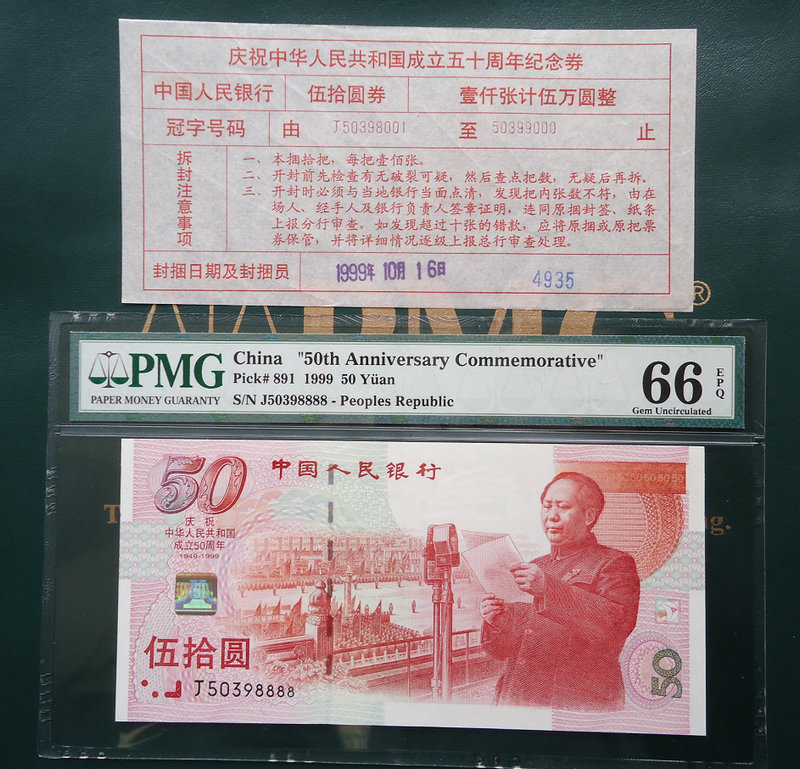 庆祝中华人民共和国成立五十周年纪念券
中国人民银行 伍拾圆券 壹仟张计伍万圆整
冠字号码 由 J50398001 至 50399000 止
拆封注意事项
一、本捆拾把，每把壹佰张。
二、开封前先检查有无破裂可疑，然后查点把数，无疑后再拆。
三、开封时必须与当地银行当面点清，发现把内张数不符，由在
场人、经手人及银行负责人签章证明，连同原捆封签、纸条
上报分行审查。如发现超过十张的错款，应将原捆或原把票
券保管，并将详细情况逐级上报总行审查处理。
封捆日期及封捆员 1999年10月16日 4935
PMG
PAPER MONEY GUARANTY
China "50th Anniversary Commemorative"
Pick# 891 1999 50 Yüan
S/N J50398888 - Peoples Republic
66 EPQ
Gem Uncirculated
50
中国人民银行
庆祝
中华人民共和国
成立50周年
1949-1999
伍拾圆
J50398888
50